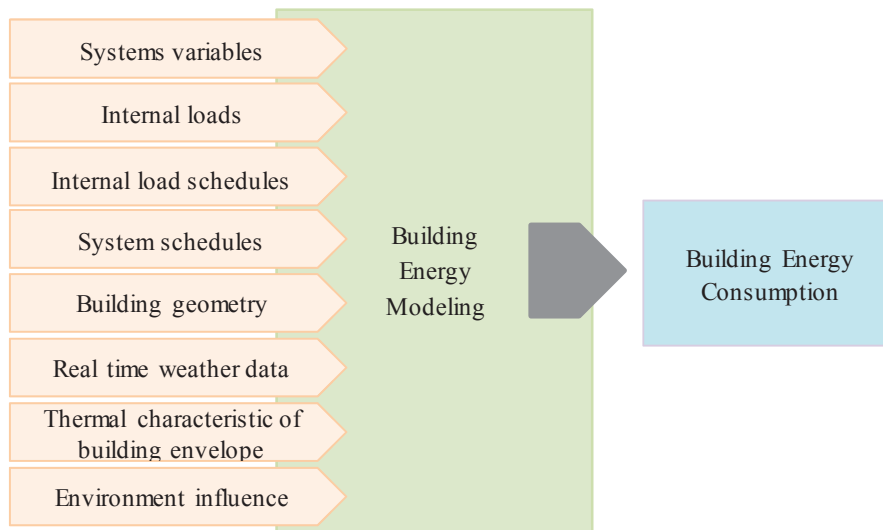 Systems variables
Internal loads
Internal load schedules
System schedules
Building geometry
Real time weather data
Thermal characteristic of
building envelope
Environment influence
Building
Energy
Modeling
Building Energy
Consumption